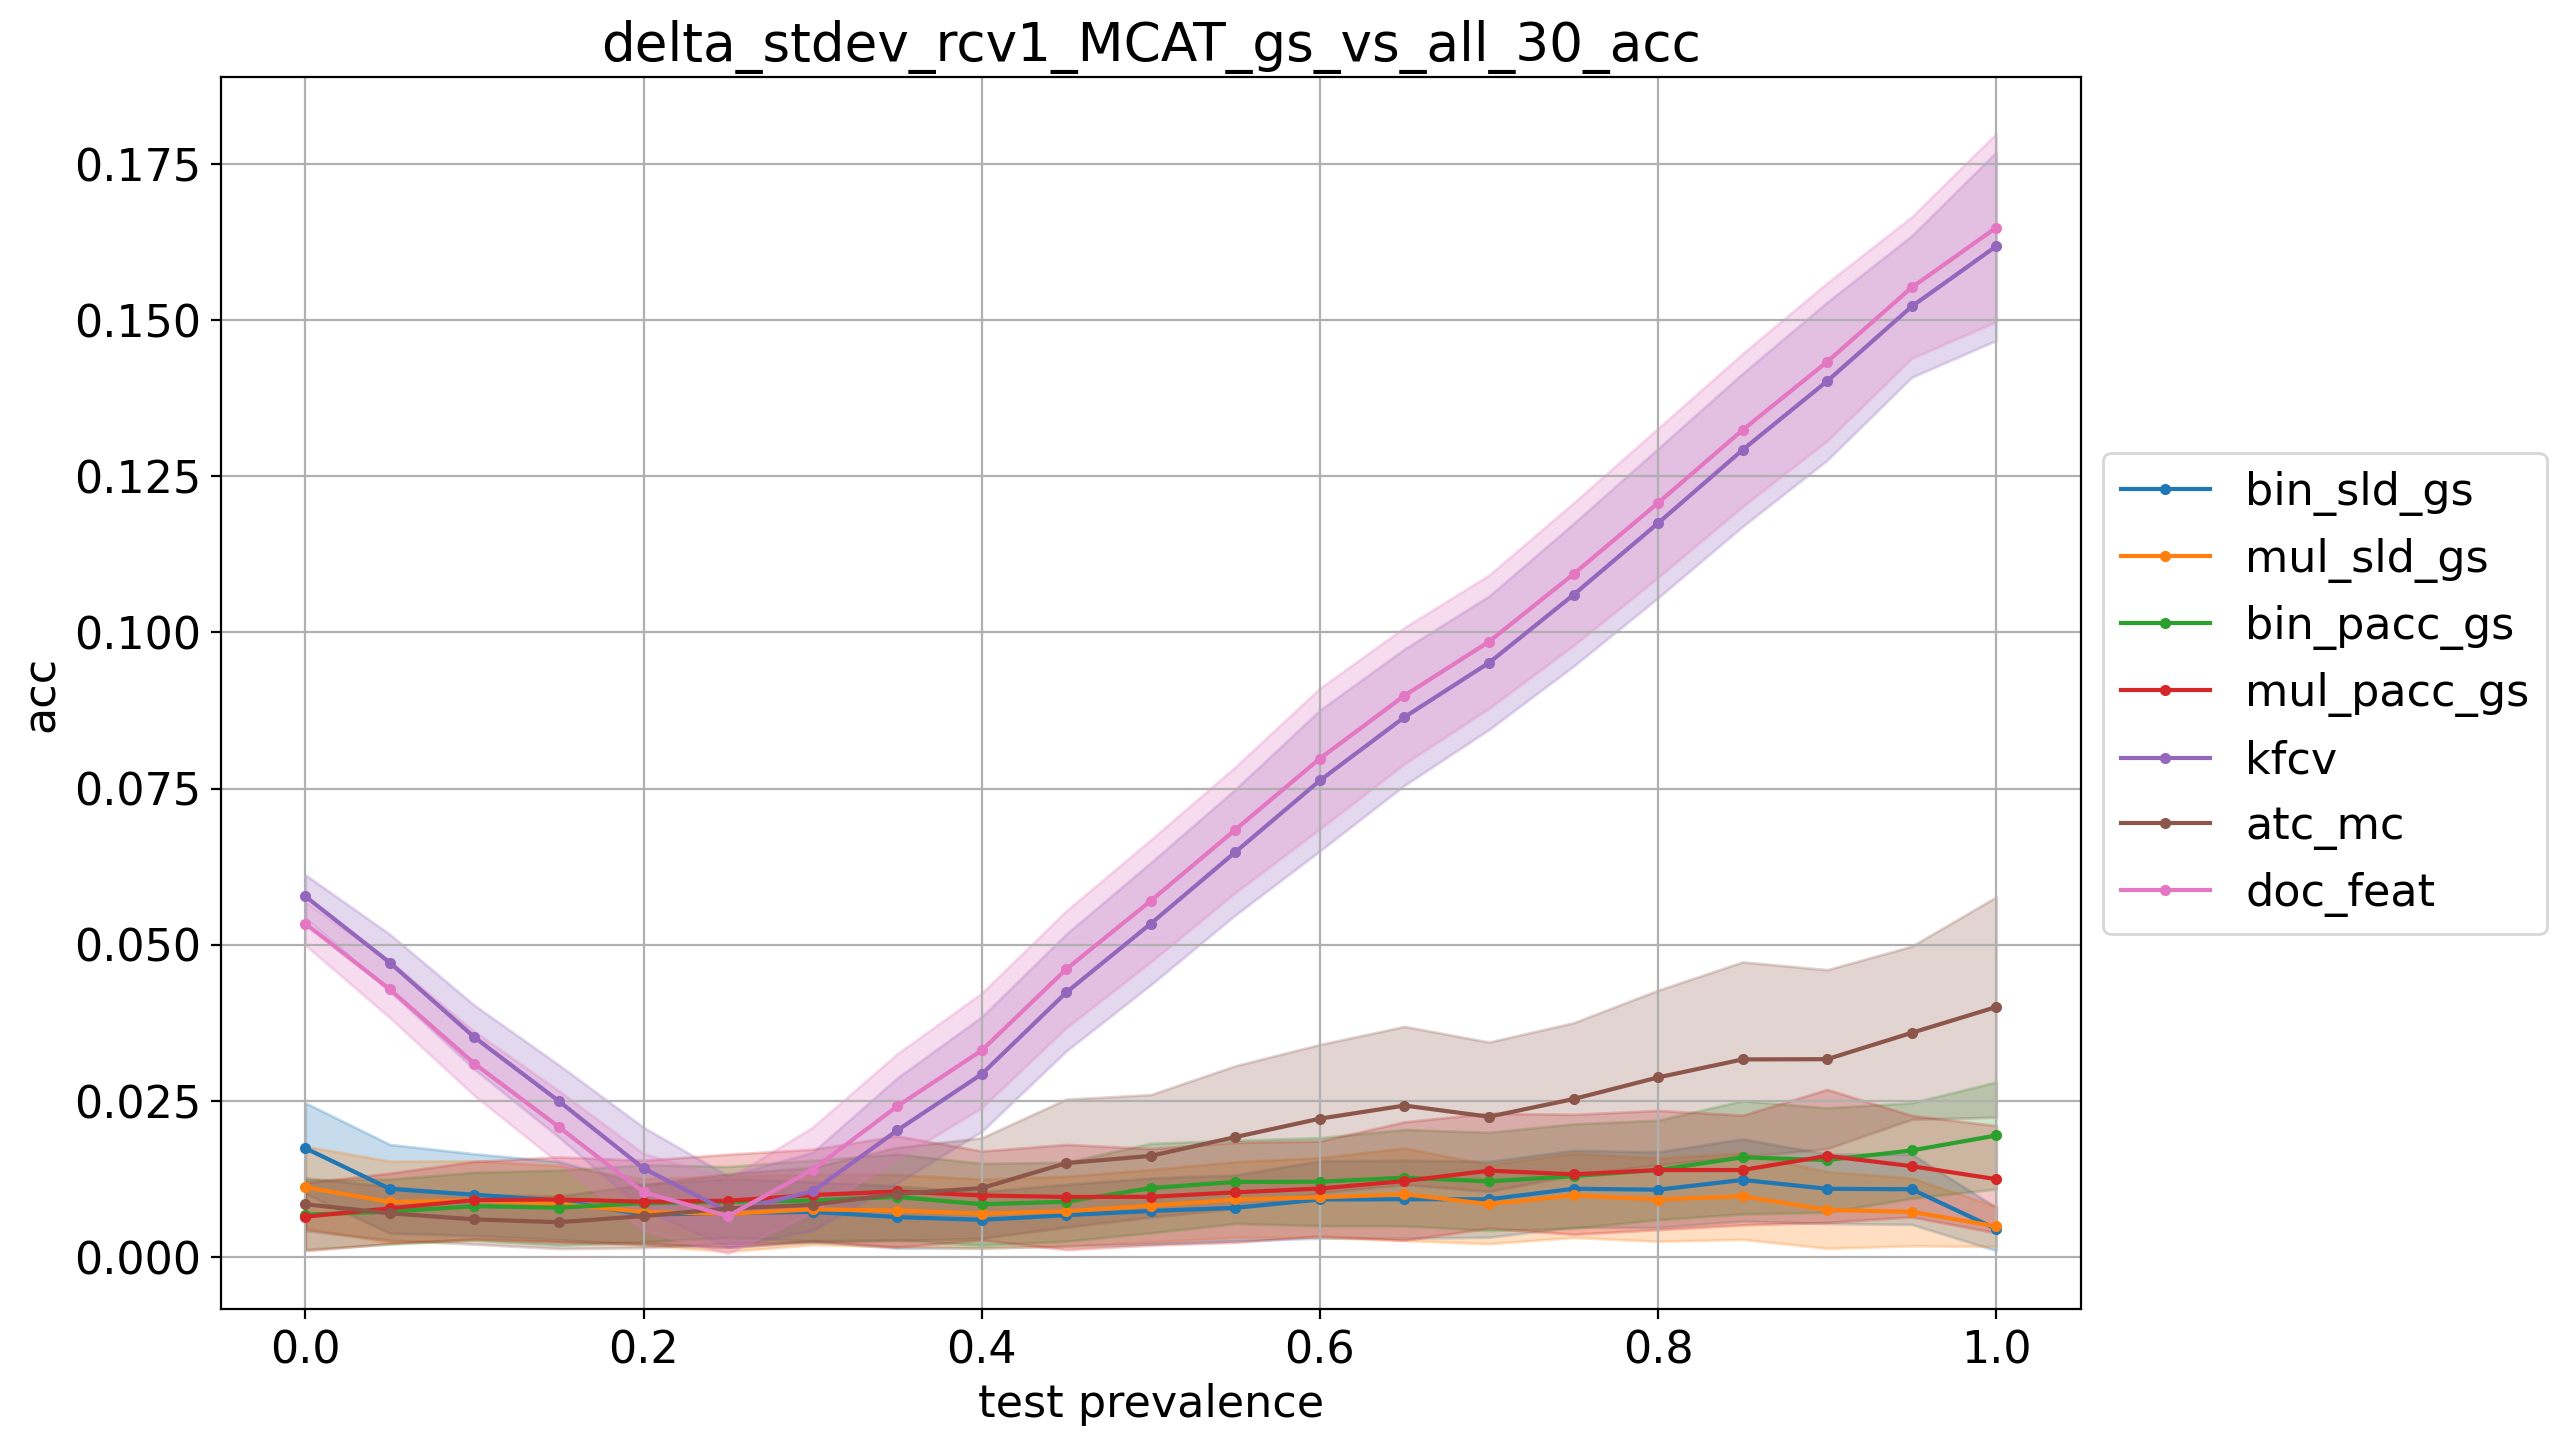 delta_stdev_rcv1_MCAT_gs_vs_all_30_acc
0.175
0.150
0.125
0.100
0.075
0.050
0.025
0.000
acc
0.0 0.2 0.4 0.6 0.8 1.0
test prevalence
bin_sld_gs
mul_sld_gs
bin_pacc_gs
mul_pacc_gs
kfcv
atc_mc
doc_feat